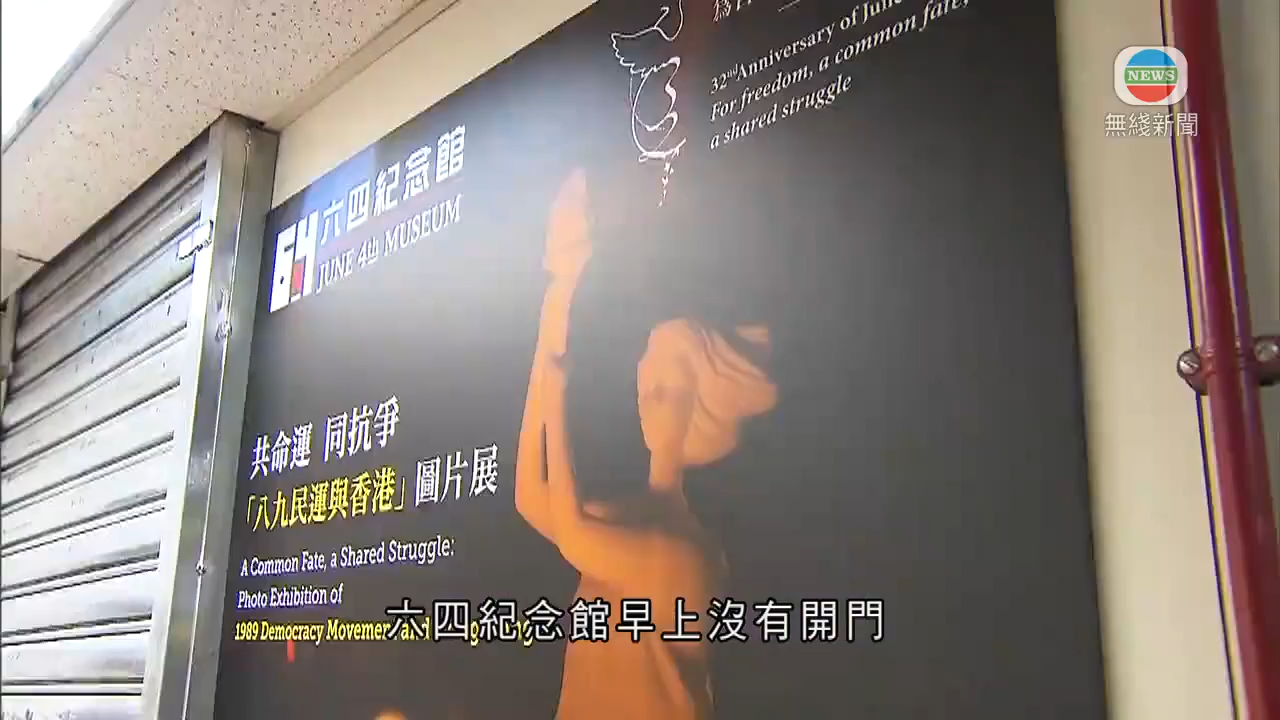 NEWS
無綫新聞
32ⁿᵈ Anniversary of June
For freedom, a common fate,
a shared struggle
64 六四紀念館
JUNE 4th MUSEUM
共命運 同抗爭
「八九民運與香港」圖片展
A Common Fate, a Shared Struggle:
Photo Exhibition of
1989 Democracy Movement and
六四紀念館早上沒有開門